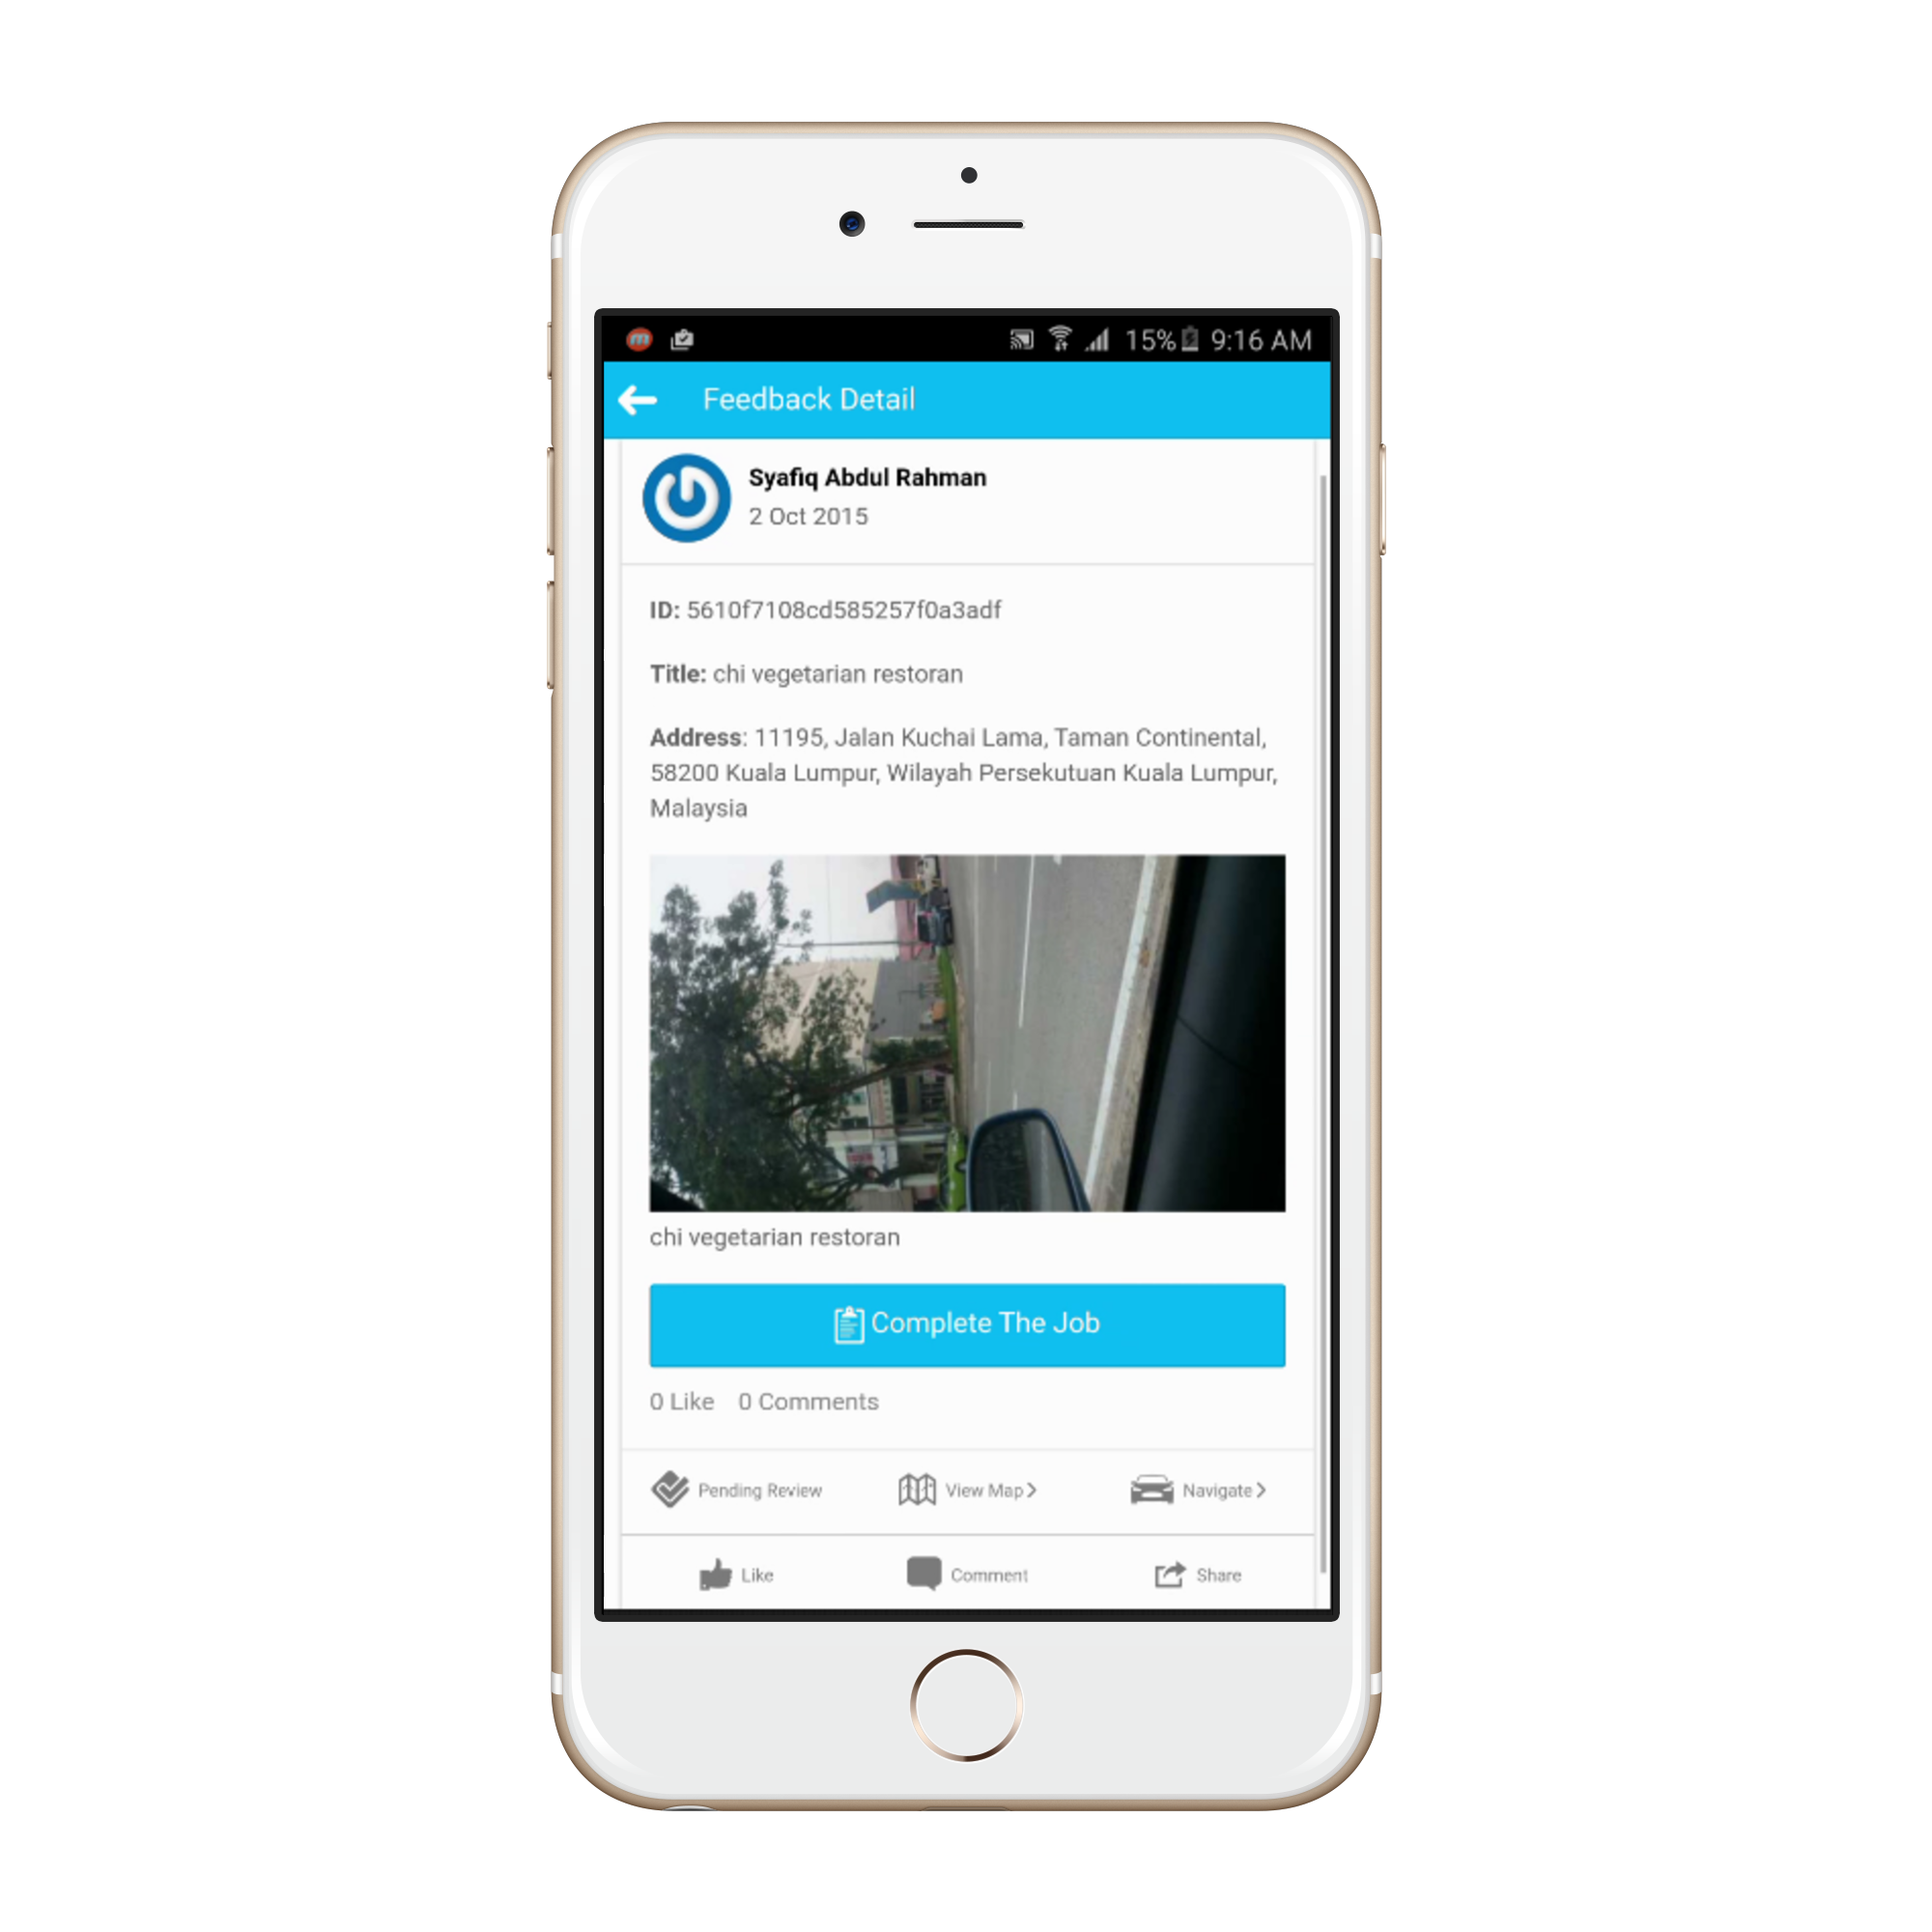 15% 9:16 AM
Feedback Detail
Syafiq Abdul Rahman
2 Oct 2015
ID: 5610f7108cd585257f0a3adf
Title: chi vegetarian restoran
Address: 11195, Jalan Kuchai Lama, Taman Continental,
58200 Kuala Lumpur, Wilayah Persekutuan Kuala Lumpur,
Malaysia
chi vegetarian restoran
Complete The Job
0 Like 0 Comments
Pending Review View Map Navigate
Like Comment Share